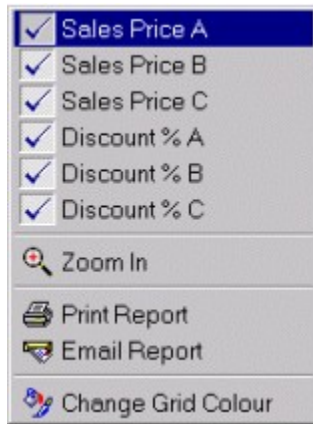 Sales Price A
Sales Price B
Sales Price C
Discount % A
Discount % B
Discount % C
Zoom In
Print Report
Email Report
Change Grid Colour